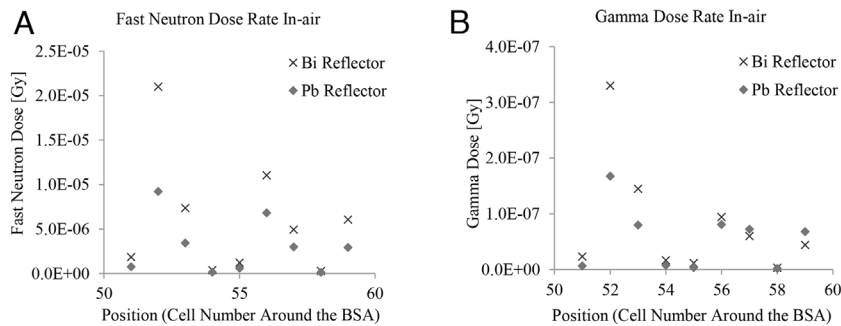 A
Fast Neutron Dose Rate In-air
Fast Neutron Dose [Gy]
2.5E-05
2.0E-05
1.5E-05
1.0E-05
5.0E-06
0.0E+00
Bi Reflector
Pb Reflector
50 55 60
Position (Cell Number Around the BSA)
B
Gamma Dose Rate In-air
Gamma Dose [Gy]
4.0E-07
3.0E-07
2.0E-07
1.0E-07
0.0E+00
Bi Reflector
Pb Reflector
50 52 54 56 58 60
Position (Cell Number Around the BSA)